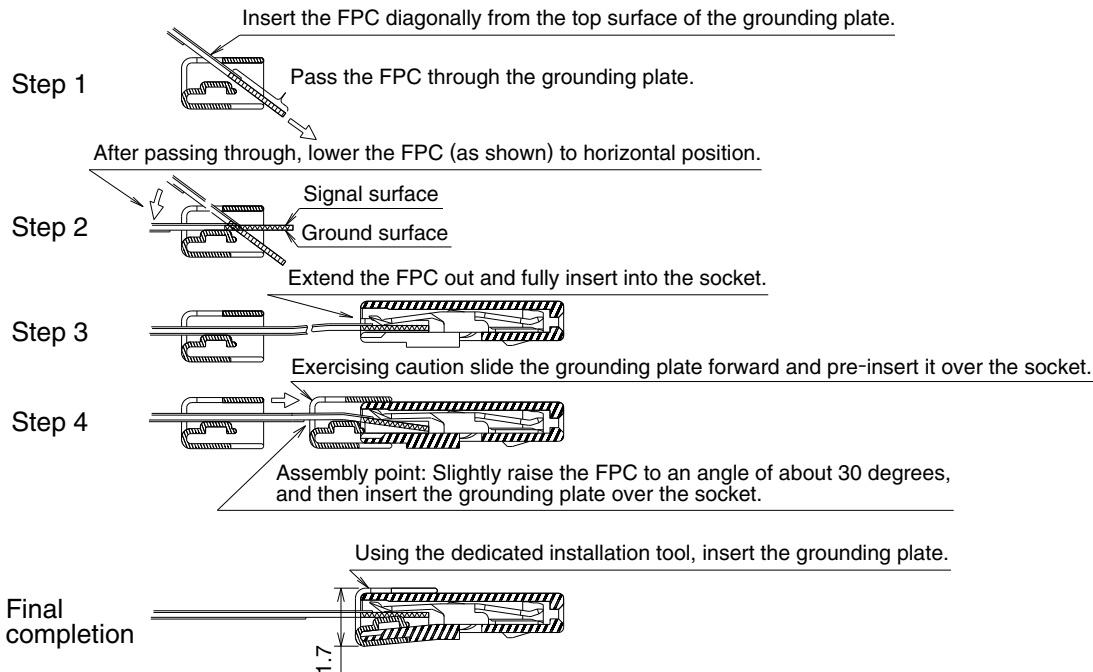 Insert the FPC diagonally from the top surface of the grounding plate.
Step 1
Pass the FPC through the grounding plate.
After passing through, lower the FPC (as shown) to horizontal position.
Signal surface
Step 2
Ground surface
Extend the FPC out and fully insert into the socket.
Step 3
Exercising caution slide the grounding plate forward and pre-insert it over the socket.
Step 4
Assembly point: Slightly raise the FPC to an angle of about 30 degrees,
and then insert the grounding plate over the socket.
Using the dedicated installation tool, insert the grounding plate.
Final
completion
1.7